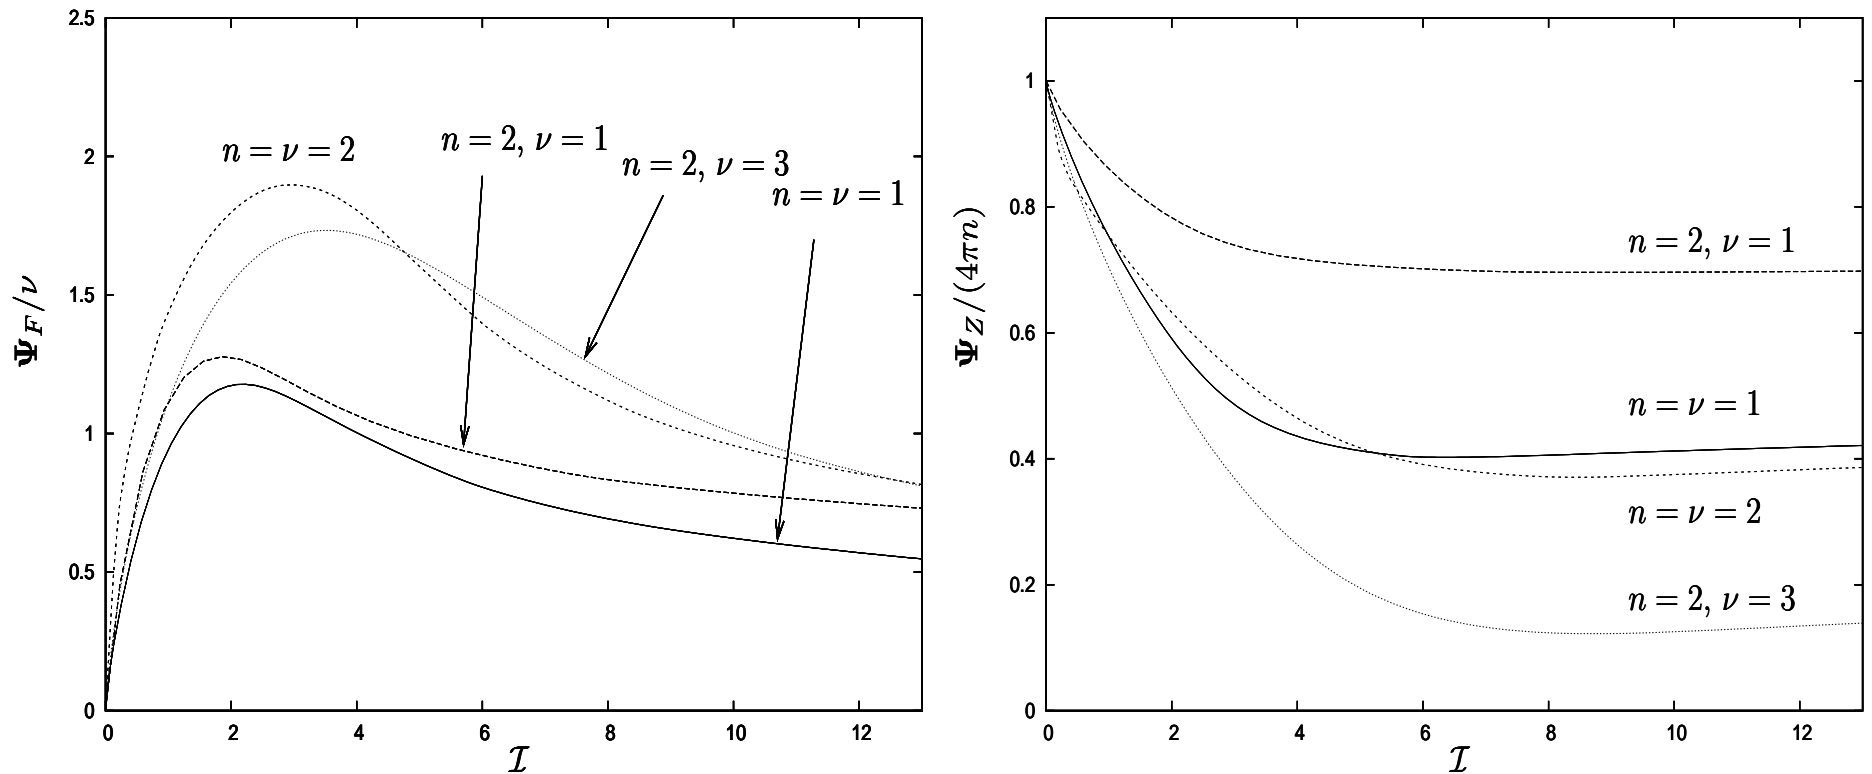 2.5
2
1.5
1
0.5
0
0 2 4 6 8 10 12
Ψ_F/ν
𝓘
n = ν = 2
n = 2, ν = 1
n = 2, ν = 3
n = ν = 1
1
0.8
0.6
0.4
0.2
0
0 2 4 6 8 10 12
Ψ_Z/(4πn)
𝓘
n = 2, ν = 1
n = ν = 1
n = ν = 2
n = 2, ν = 3